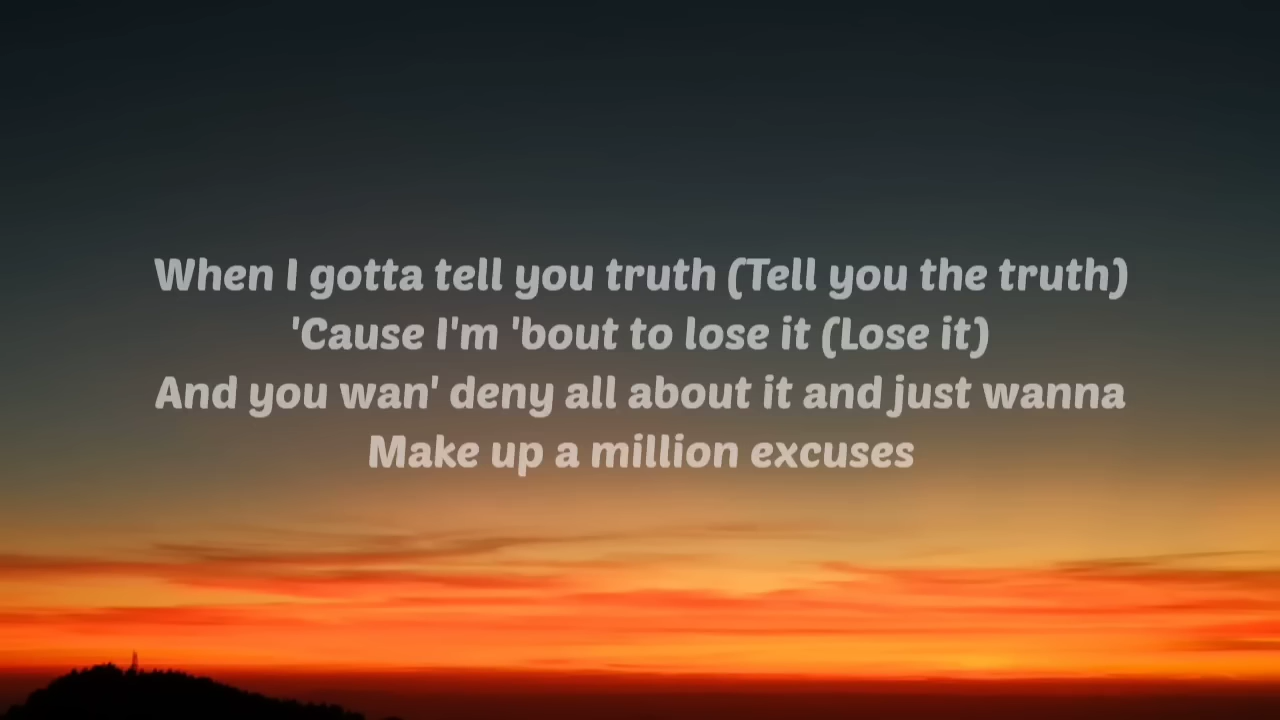 When I gotta tell you truth (Tell you the truth)
'Cause I'm 'bout to lose it (Lose it)
And you wan' deny all about it and just wanna
Make up a million excuses